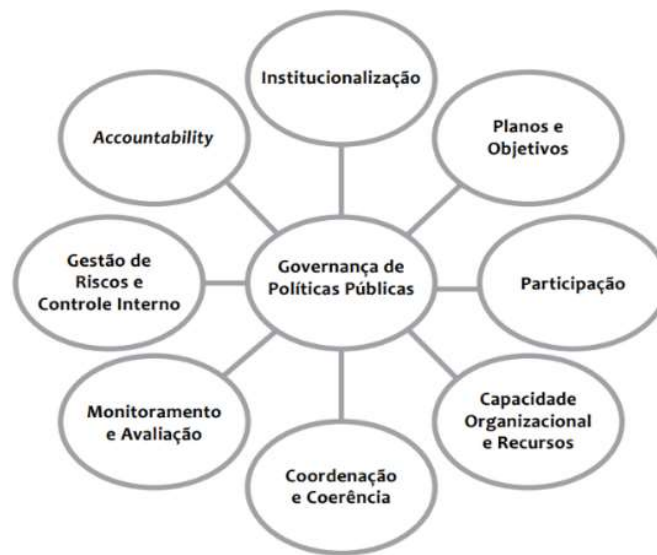 Institucionalização
Accountability
Planos e
Objetivos
Gestão de
Riscos e
Controle Interno
Governança de
Políticas Públicas
Participação
Monitoramento
e Avaliação
Capacidade
Organizacional
e Recursos
Coordenação
e Coerência